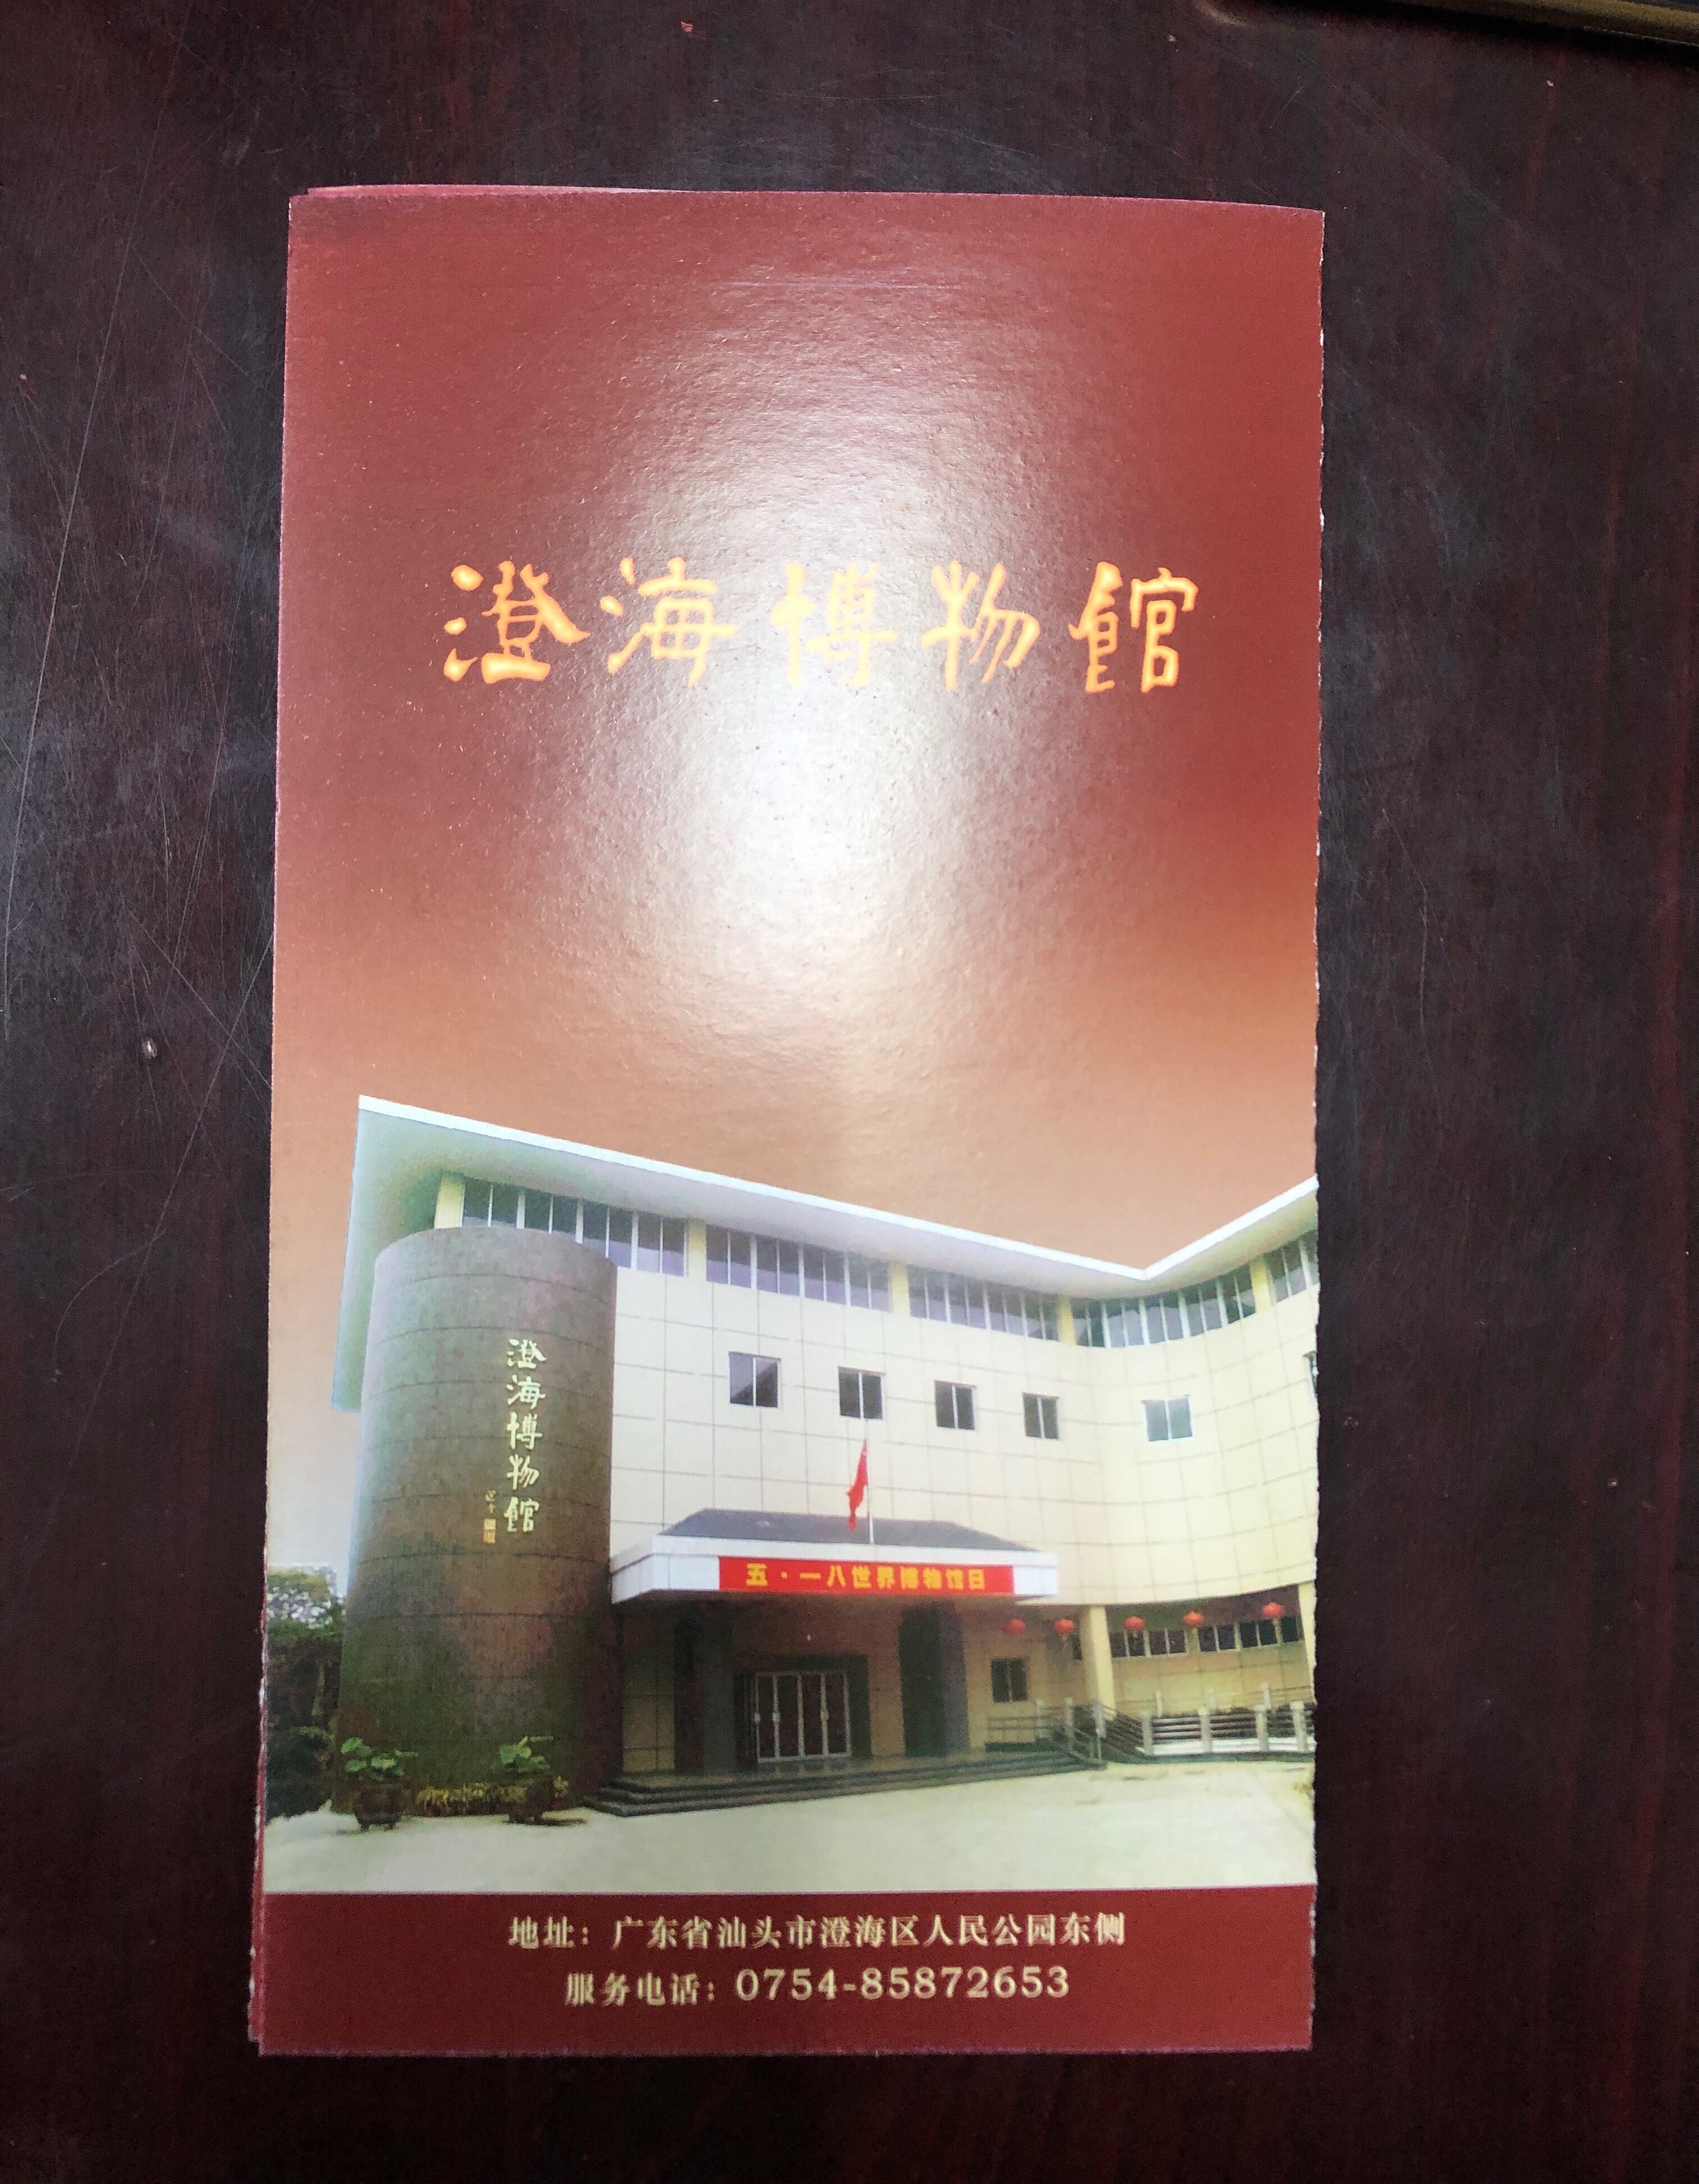 澄海博物館
澄海博物館
五·一八世界博物馆日
地址：广东省汕头市澄海区人民公园东侧
服务电话：0754-85872653